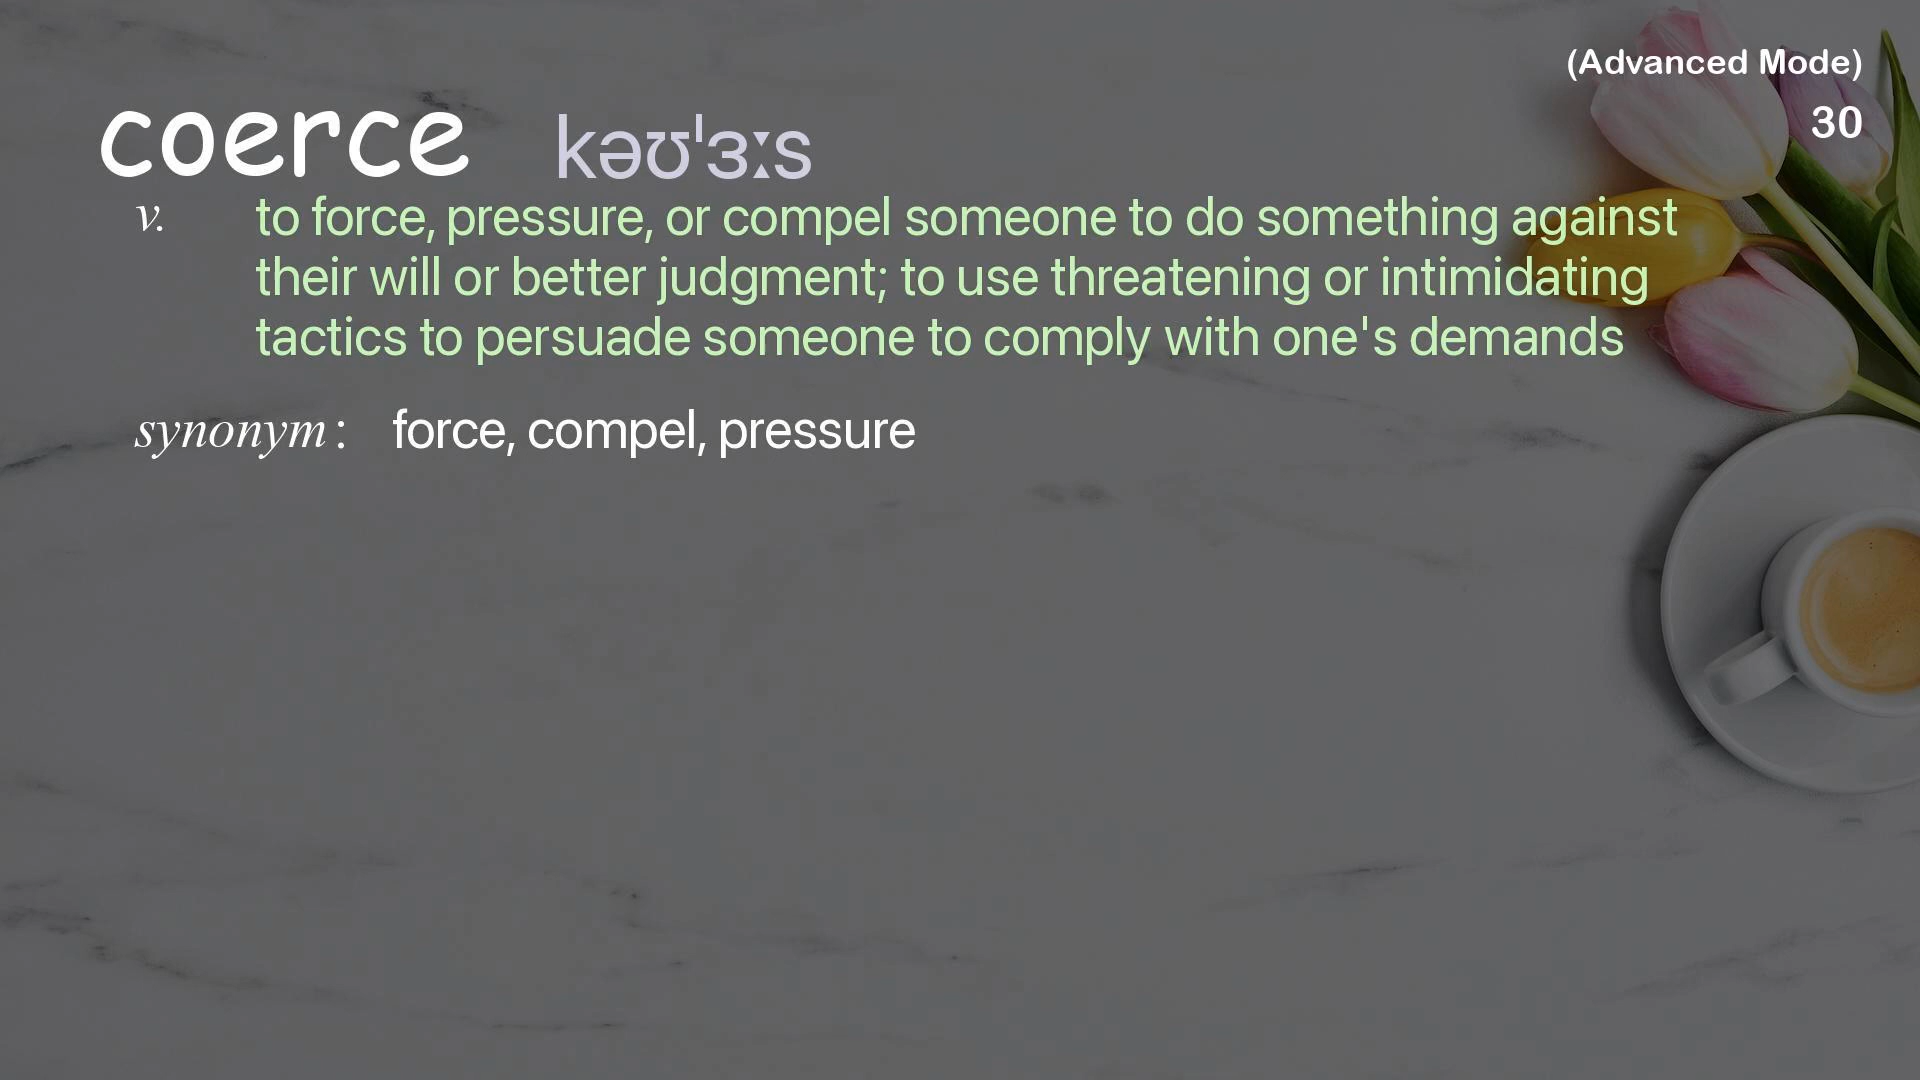 (Advanced Mode)
30
coerce kəʊˈɜːs
v. to force, pressure, or compel someone to do something against
their will or better judgment; to use threatening or intimidating
tactics to persuade someone to comply with one's demands
synonym: force, compel, pressure